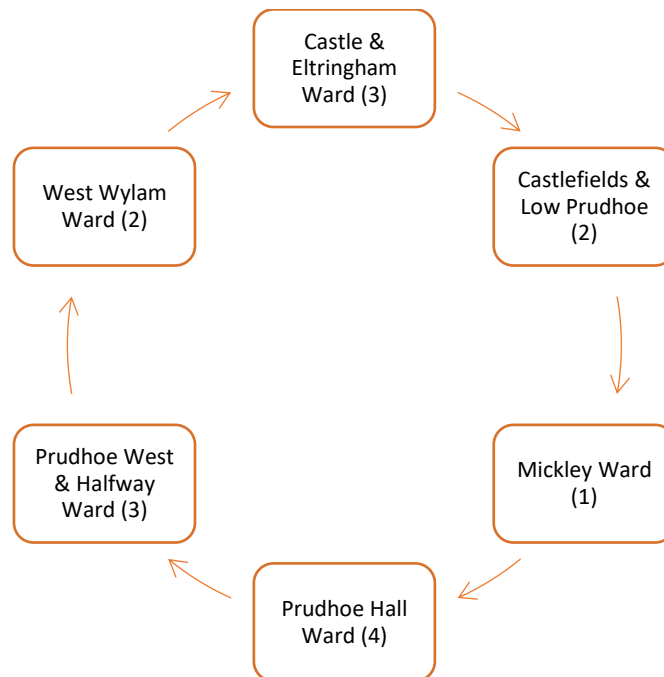 Castle &
Eltringham
Ward (3)
Castlefields &
Low Prudhoe
(2)
Mickley Ward
(1)
Prudhoe Hall
Ward (4)
Prudhoe West
& Halfway
Ward (3)
West Wylam
Ward (2)